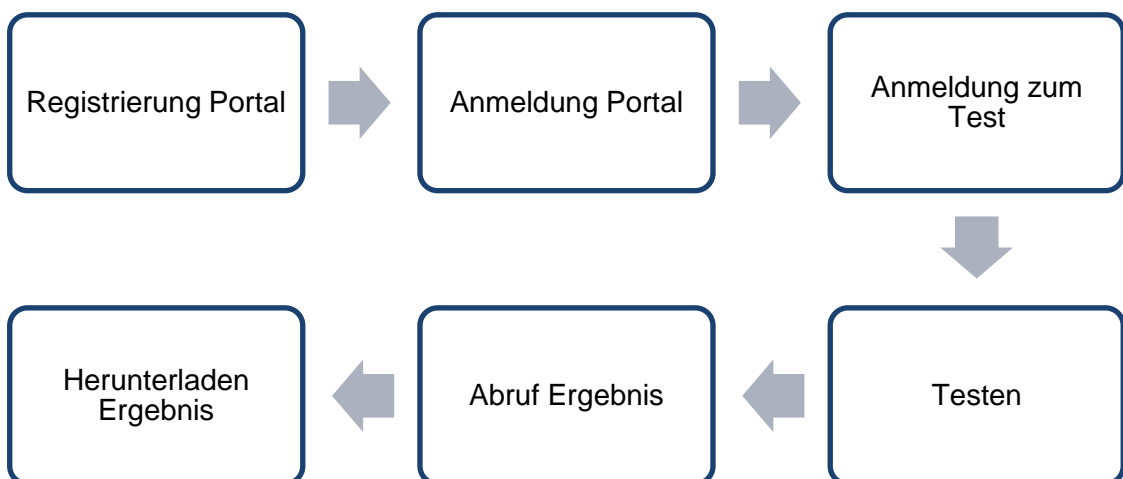 Registrierung Portal
Anmeldung Portal
Anmeldung zum
Test
Testen
Abruf Ergebnis
Herunterladen
Ergebnis